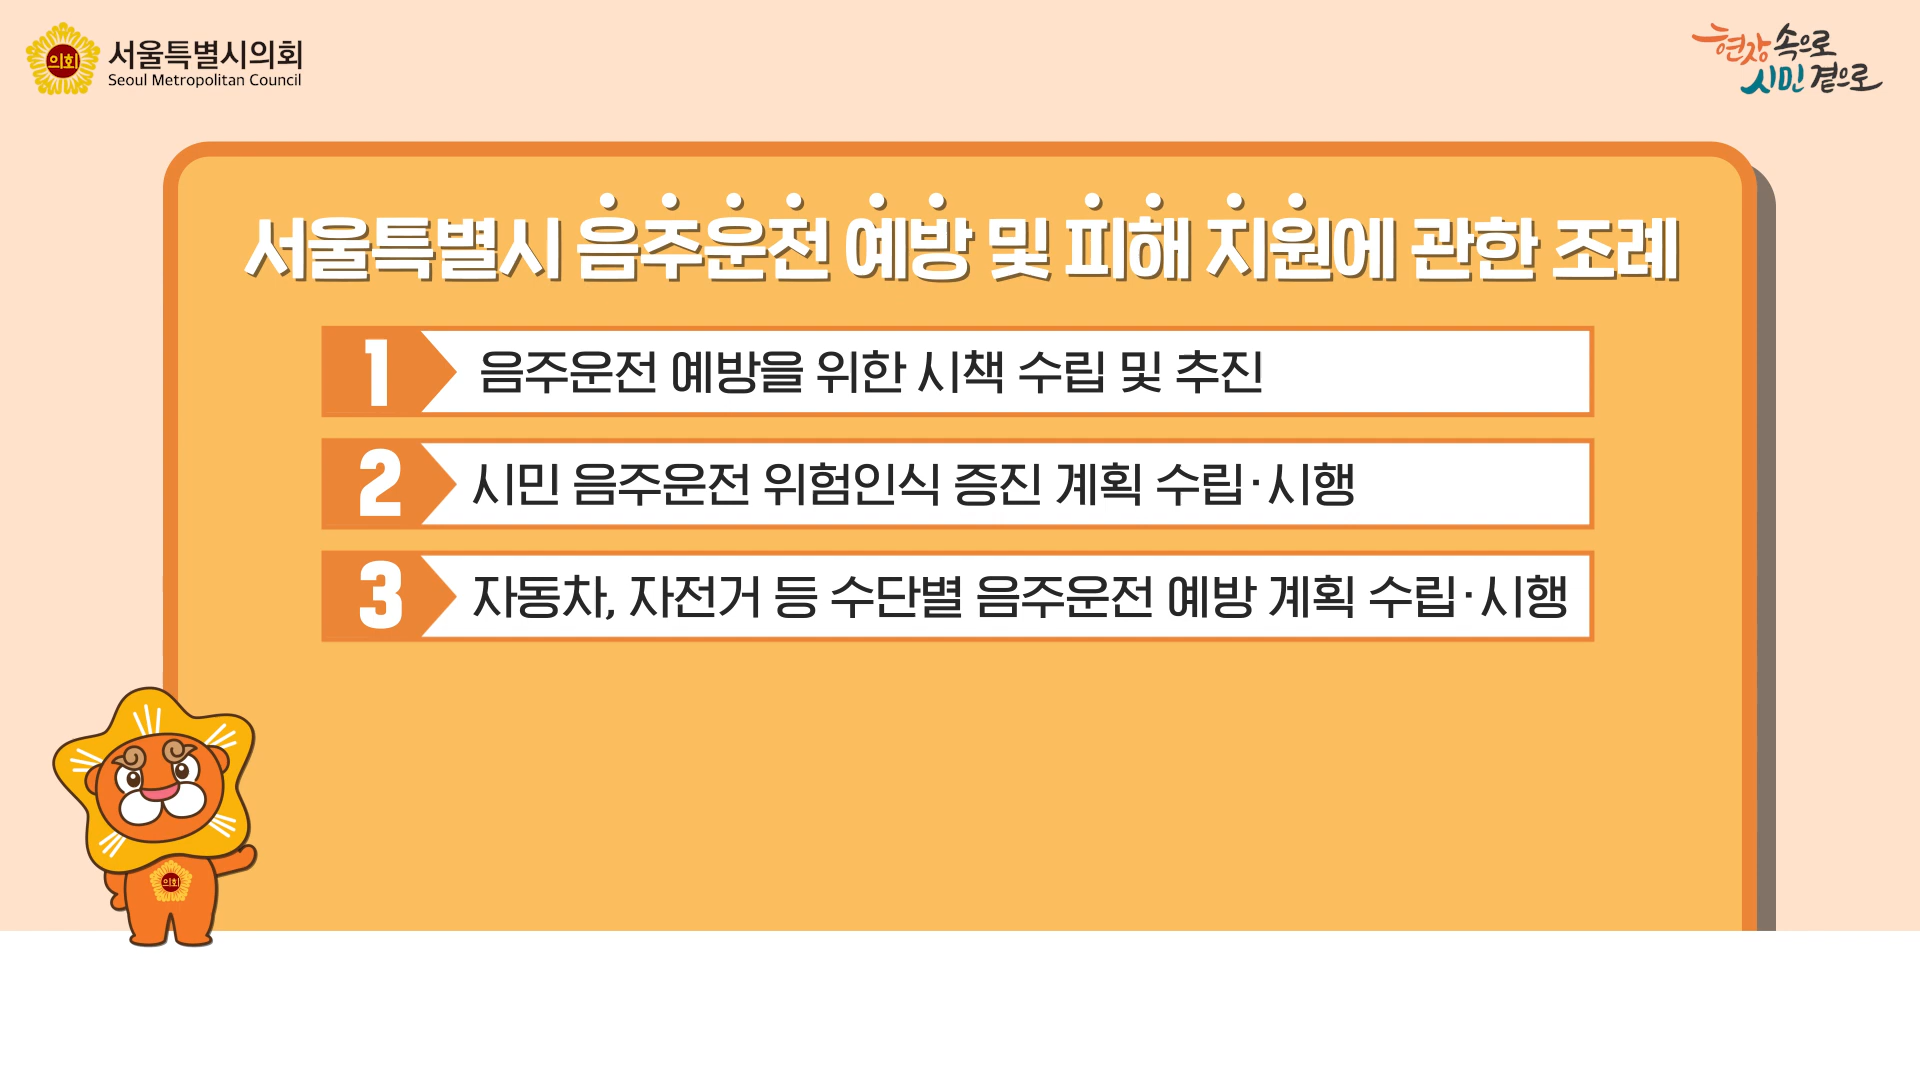 의회
서울특별시의회
Seoul Metropolitan Council
현장 속으로
시민 곁으로
서울특별시 음주운전 예방 및 피해 지원에 관한 조례
1 음주운전 예방을 위한 시책 수립 및 추진
2 시민 음주운전 위험인식 증진 계획 수립·시행
3 자동차, 자전거 등 수단별 음주운전 예방 계획 수립·시행
의회